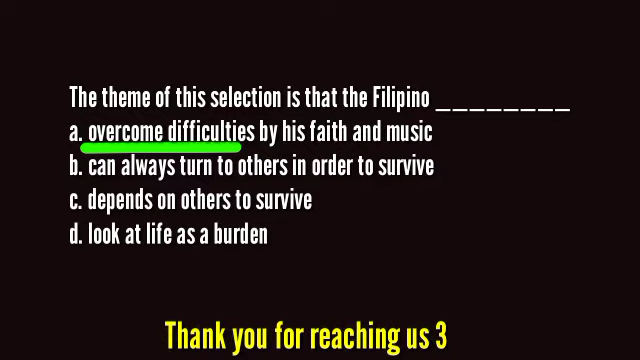 The theme of this selection is that the Filipino ________
a. overcome difficulties by his faith and music
b. can always turn to others in order to survive
c. depends on others to survive
d. look at life as a burden
Thank you for reaching us 3